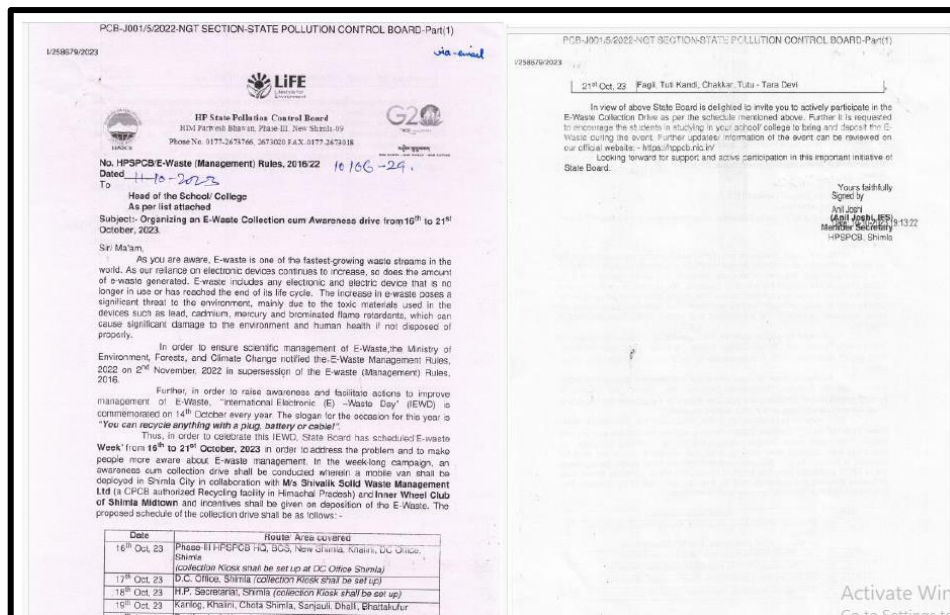 PCB-J001/5/2022-NGT SECTION-STATE POLLUTION CONTROL BOARD-Part(1)
I/258679/2023
via-email
LiFE
Lifestyle for
Environment
HP State Pollution Control Board
HIM Parivesh Bhawan, Phase-III, New Shimla-09
Phone No. 0177-2673766, 2673020 FAX 0177-2673018
G20
No. HPSPCB/E-Waste (Management) Rules, 2016/22 10166-29.
Dated 11-10-2023
To
Head of the School/ College
As per list attached
Subject:- Organizing an E-Waste Collection cum Awareness drive from 16th to 21st
October, 2023.
Sir/ Ma'am,
As you are aware, E-waste is one of the fastest-growing waste streams in the
world. As our reliance on electronic devices continues to increase, so does the amount
of e-waste generated. E-waste includes any electronic and electric device that is no
longer in use or has reached the end of its life cycle. The increase in e-waste poses a
significant threat to the environment, mainly due to the toxic materials used in the
devices such as lead, cadmium, mercury and brominated flame retardants, which can
cause significant damage to the environment and human health if not disposed of
properly.
In order to ensure scientific management of E-Waste,the Ministry of
Environment, Forests, and Climate Change notified the E-Waste Management Rules,
2022 on 2nd November, 2022 in supersession of the E-waste (Management) Rules,
2016.
Further, in order to raise awareness and facilitate actions to improve
management of E-Waste, "International Electronic (E) –Waste Day" (IEWD) is
commemorated on 14th October every year. The slogan for the occasion for this year is
"You can recycle anything with a plug, battery or cable!".
Thus, in order to celebrate this IEWD, State Board has scheduled'E-waste
Week' from 16th to 21st October, 2023 in order to address the problem and to make
people more aware about E-waste management. In the week-long campaign, an
awareness cum collection drive shall be conducted wherein a mobile van shall be
deployed in Shimla City in collaboration with M/s Shivalik Solid Waste Management
Ltd (a CPCB authorized Recycling facility in Himachal Pradesh) and Inner Wheel Club
of Shimla Midtown and incentives shall be given on deposition of the E-Waste. The
proposed schedule of the collection drive shall be as follows: -
Date Route/ Area covered
16th Oct, 23 Phase-III HPSPCB HQ, BCS, New Shimla, Khalini, DC Office,
Shimla
(collection Kiosk shall be set up at DC Office Shimla)
17th Oct, 23 D.C. Office, Shimla (collection Kiosk shall be set up)
18th Oct, 23 H.P. Secretariat, Shimla (collection Kiosk shall be set up)
19th Oct, 23 Kanlog, Khalini, Chota Shimla, Sanjauli, Dhalli, Bhattakufur
PCB-J001/5/2022-NGT SECTION-STATE POLLUTION CONTROL BOARD-Part(1)
I/258679/2023
21st Oct, 23 Fagli, Tuti Kandi, Chakkar, Tutu - Tara Devi
In view of above State Board is delighted to invite you to actively participate in the
E-Waste Collection Drive as per the schedule mentioned above. Further it is requested
to encourage the students in studying in your school/ college to bring and deposit the E-
Waste during the event. Further updates/ information of the event can be reviewed on
our official website: - https://hppcb.nic.in/
Looking forward for support and active participation in this important initiative of
State Board.
Yours faithfully
Signed by
Anil Joshi
(Anil Joshi, IFS)
19:13:22
Member Secretary
HPSPCB, Shimla
Activate Win
Go to Settings to